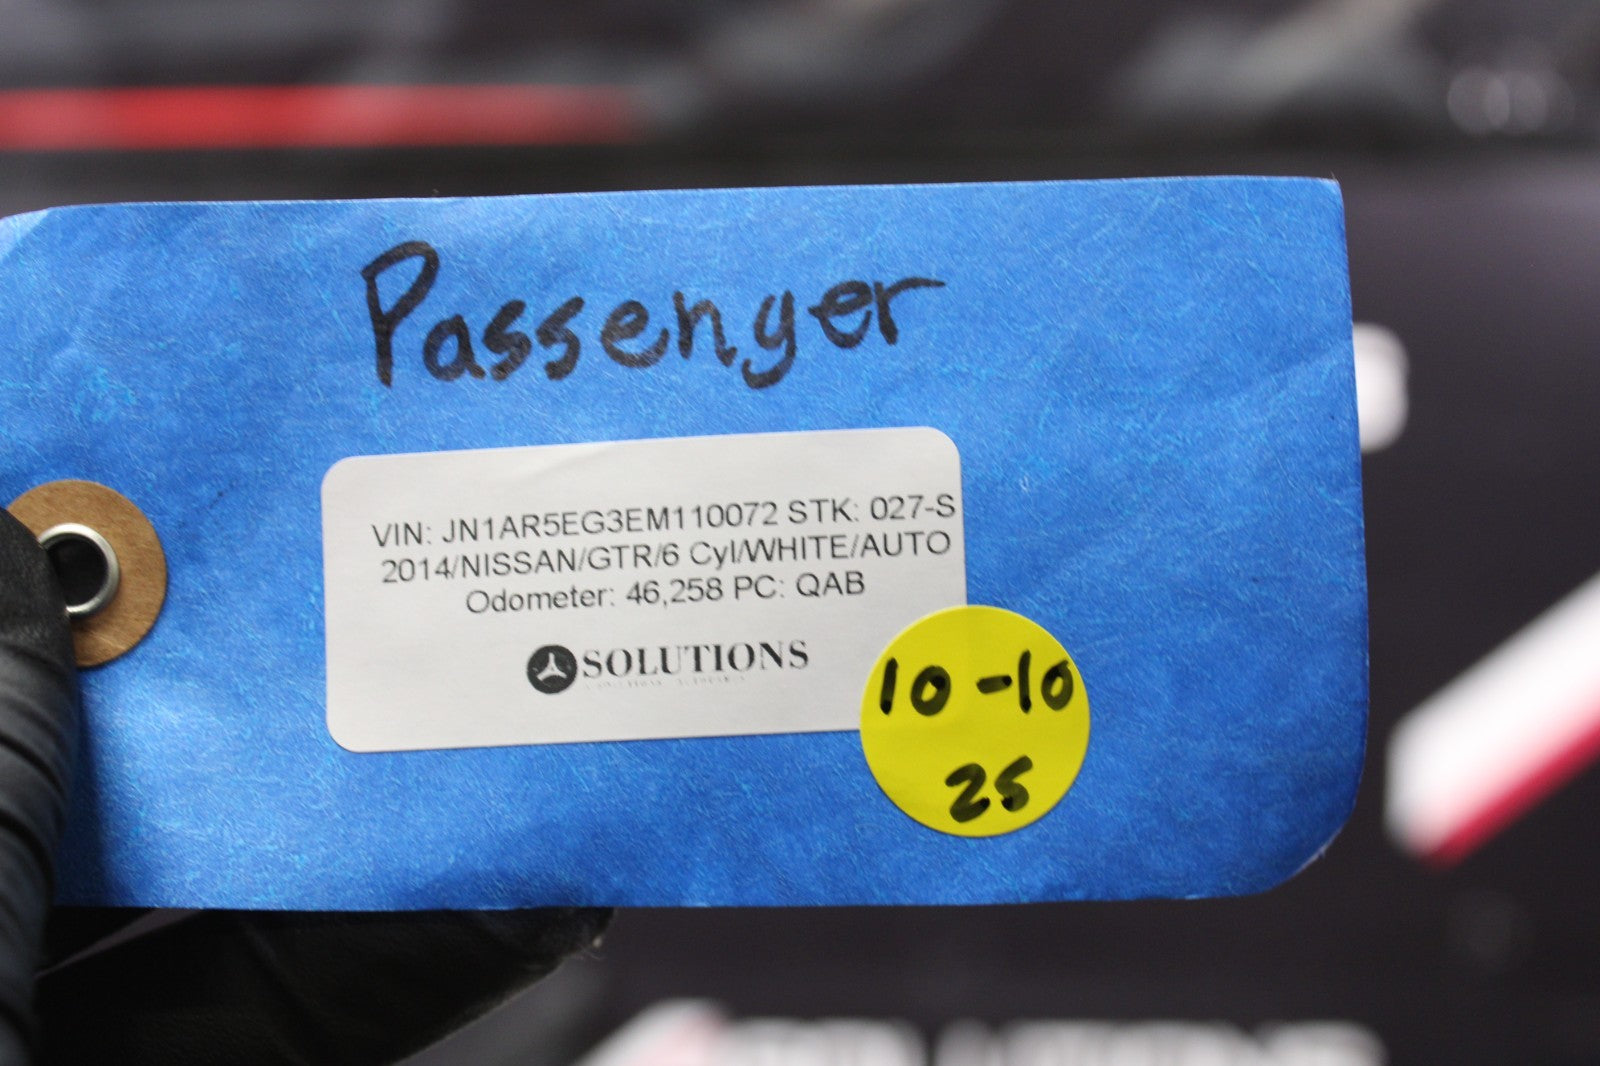 Passenger
VIN: JN1AR5EG3EM110072 STK: 027-S
2014/NISSAN/GTR/6 Cyl/WHITE/AUTO
Odometer: 46,258 PC: QAB
SOLUTIONS
10-10
25